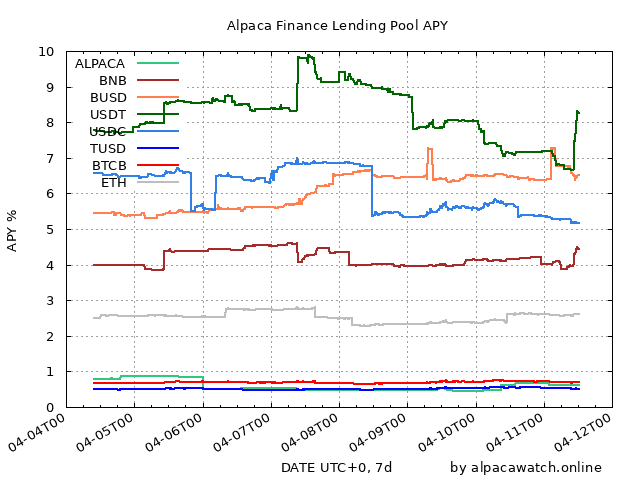 Alpaca Finance Lending Pool APY
10
9
8
7
6
5
4
3
2
1
0
APY %
ALPACA
BNB
BUSD
USDT
USDC
TUSD
BTCB
ETH
04-04T00
04-05T00
04-06T00
04-07T00
04-08T00
04-09T00
04-10T00
04-11T00
04-12T00
DATE UTC+0, 7d
by alpacawatch.online